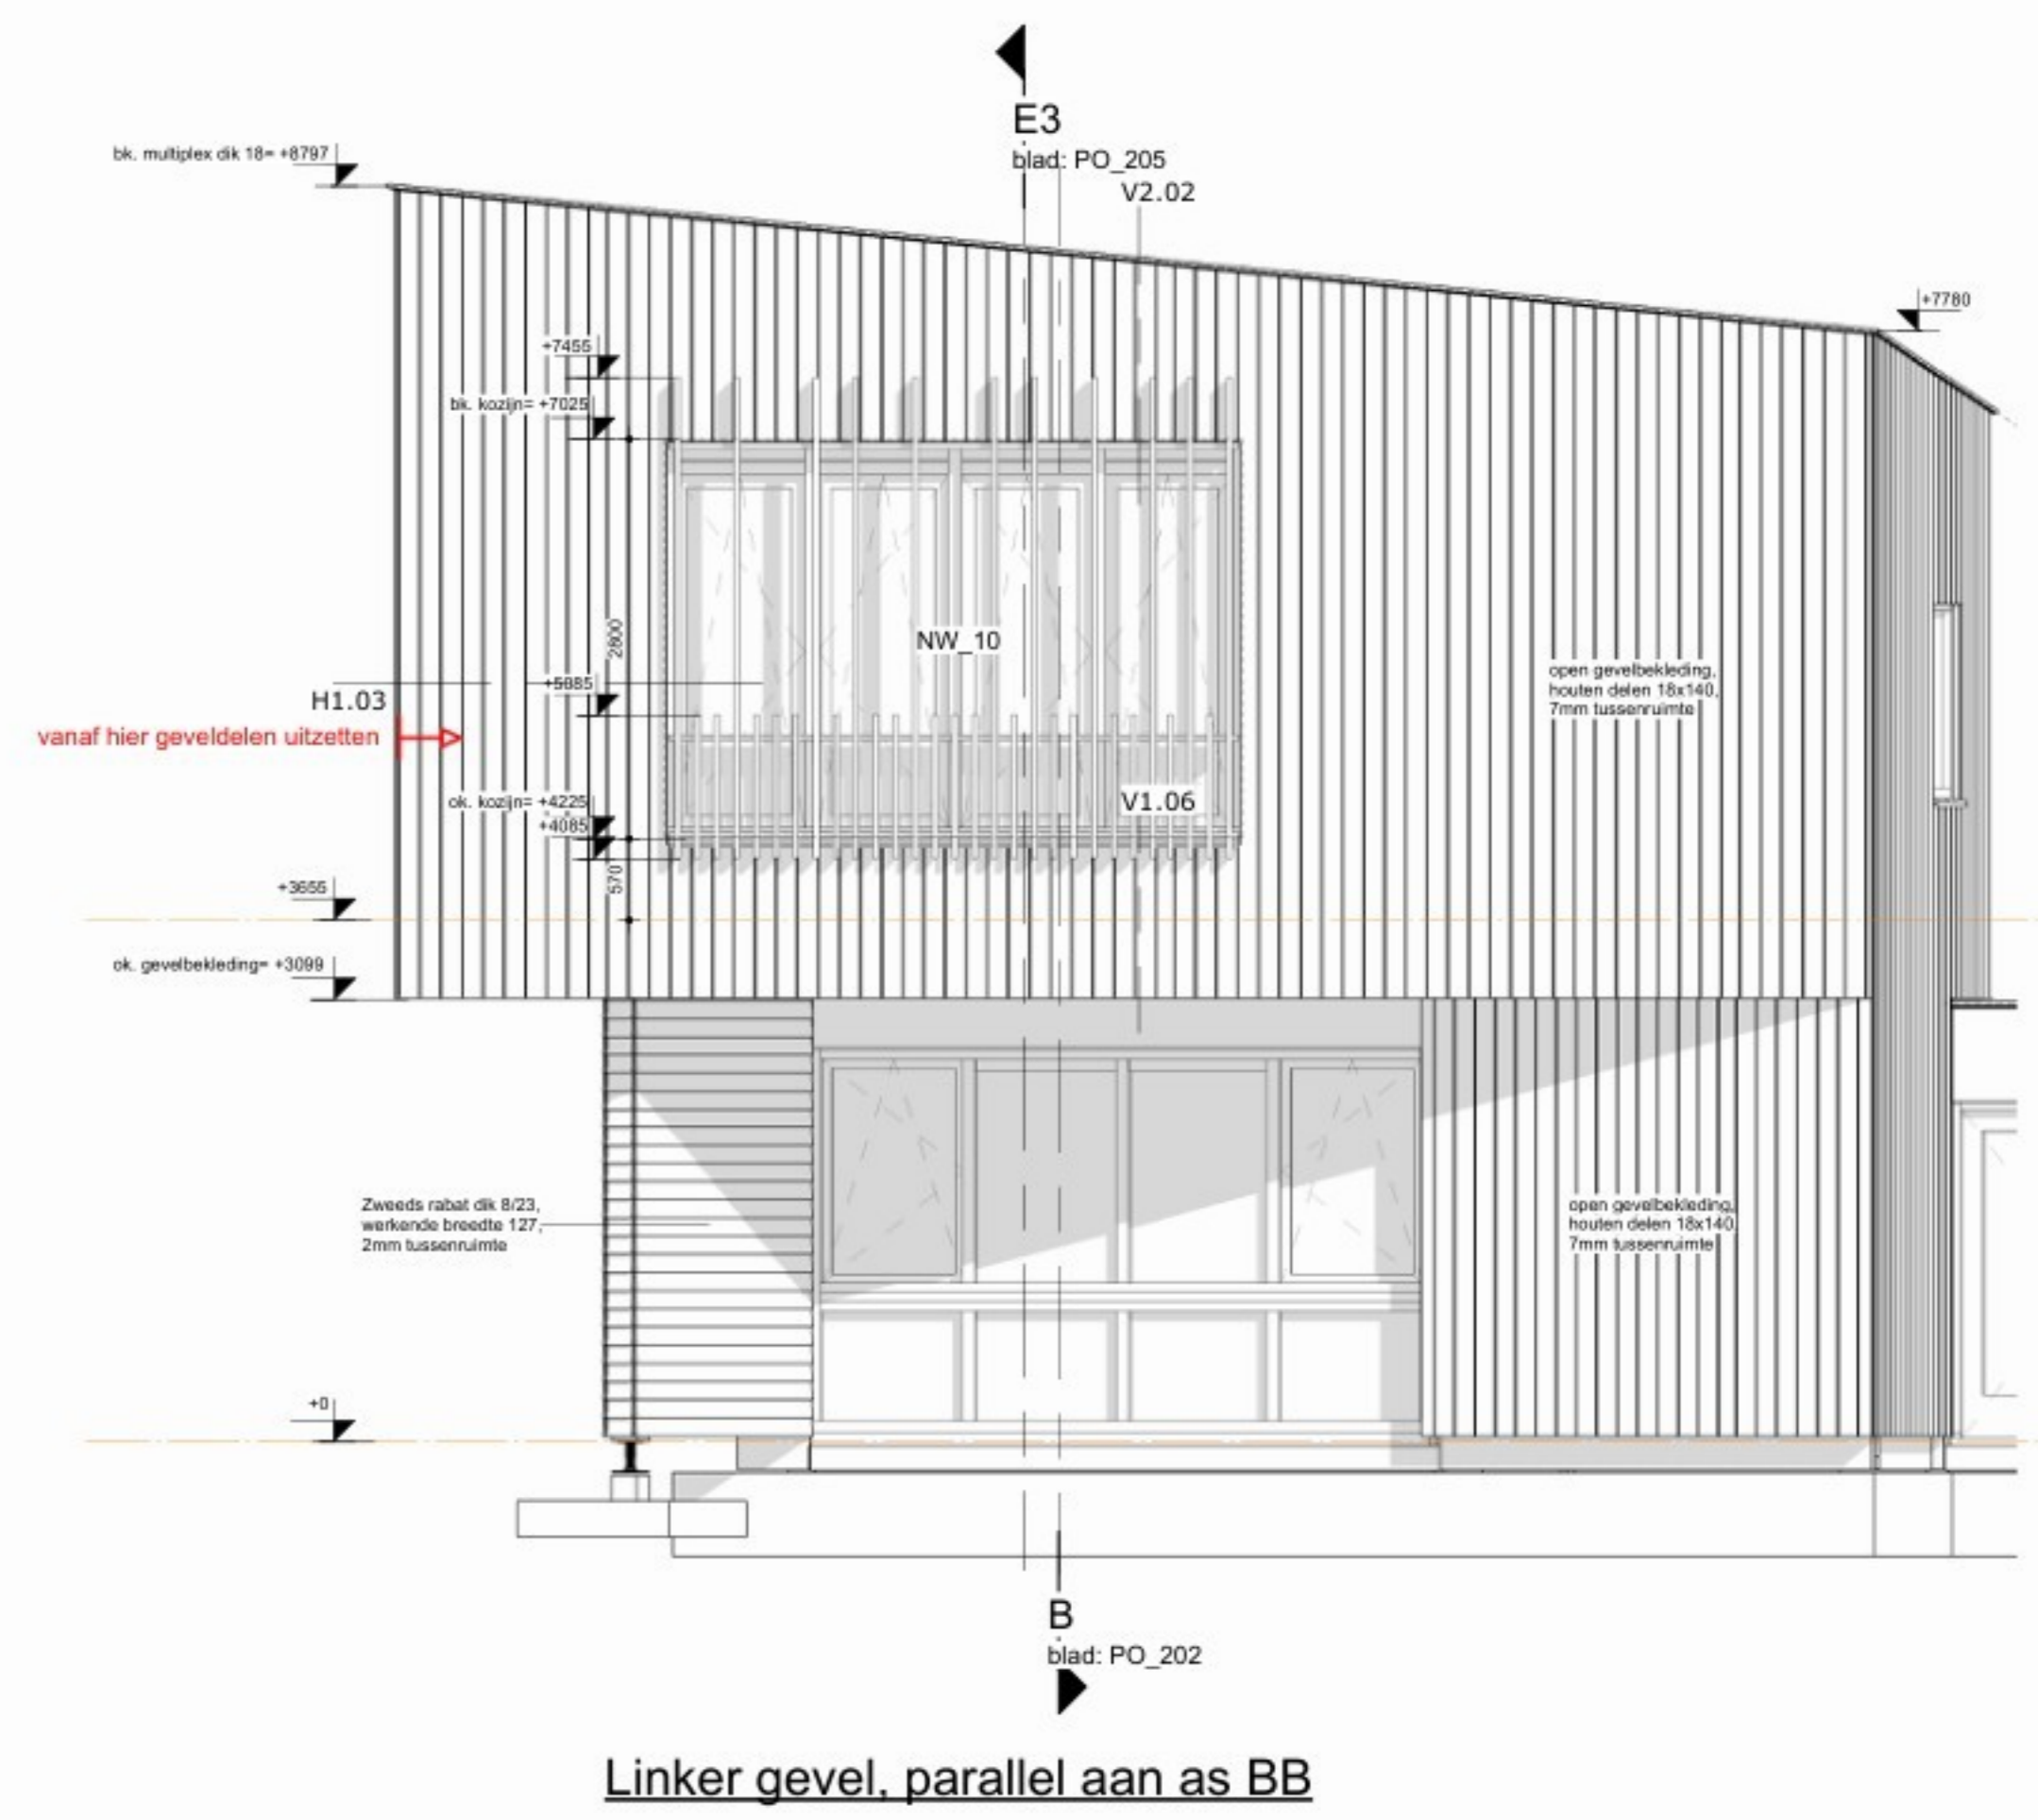 E3
blad: PO_205
bk. multiplex dik 18= +8797
V2.02
+7780
+7455
bk. kozijn= +7025
2800
NW_10
open gevelbekleding,
houten delen 18x140,
7mm tussenruimte
H1.03
vanaf hier geveldelen uitzetten
ok. kozijn= +4225
V1.06
+4085
570
+3655
ok. gevelbekleding= +3099
Zweeds rabat dik 8/23,
werkende breedte 127,
2mm tussenruimte
open gevelbekleding,
houten delen 18x140,
7mm tussenruimte
+0
B
blad: PO_202
Linker gevel, parallel aan as BB